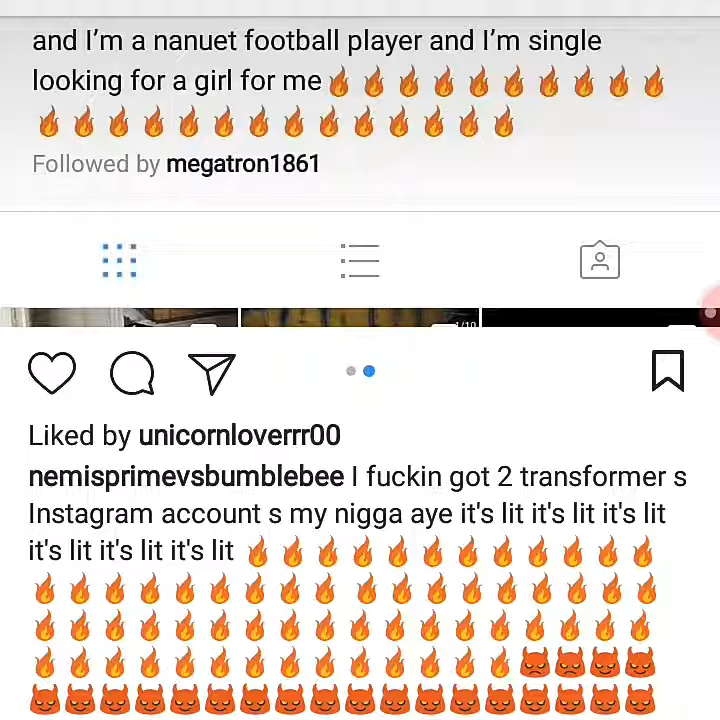 and I'm a nanuet football player and I'm single
looking for a girl for me🔥🔥🔥🔥🔥🔥🔥🔥🔥🔥
🔥🔥🔥🔥🔥🔥🔥🔥🔥🔥🔥🔥🔥🔥
Followed by megatron1861
1/10
Liked by unicornloverrr00
nemisprimevsbumblebee I fuckin got 2 transformer s
Instagram account s my nigga aye it's lit it's lit it's lit
it's lit it's lit it's lit 🔥🔥🔥🔥🔥🔥🔥🔥🔥🔥🔥🔥
🔥🔥🔥🔥🔥🔥🔥🔥🔥🔥🔥🔥🔥🔥🔥🔥🔥🔥
🔥🔥🔥🔥🔥🔥🔥🔥🔥🔥🔥🔥🔥🔥🔥🔥🔥🔥
🔥🔥🔥🔥🔥🔥🔥🔥🔥🔥🔥🔥🔥🔥👿👿😈😈
😈😈😈😈😈😈😈😈😈😈😈😈😈😈😈😈😈😈